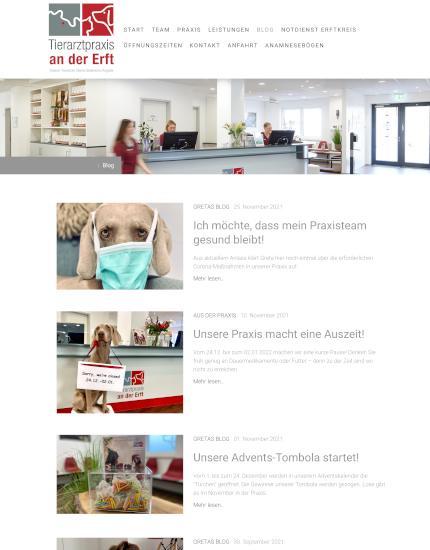 START TEAM PRAXIS LEISTUNGEN BLOG NOTDIENST ERFTKREIS
Tierarztpraxis
an der Erft
ÖFFNUNGSZEITEN KONTAKT ANFAHRT ANAMNESEBÖGEN
Blog
GRETAS BLOG · 25. November 2021
Ich möchte, dass mein Praxisteam
gesund bleibt!
Aus aktuellem Anlass klärt Greta hier noch einmal über die erforderlichen
Corona-Maßnahmen in unserer Praxis auf.
Mehr lesen...
AUS DER PRAXIS · 10. November 2021
Unsere Praxis macht eine Auszeit!
Vom 24.12. bis zum 02.01.2022 machen wir eine kurze Pause! Denken Sie
früh genug an Dauermedikamente oder Futter – denn zu der Zeit sind wir
nicht zu erreichen.
Mehr lesen...
Sorry, we're closed
24.12.-02.01.
Tierarztpraxis
an der Erft
GRETAS BLOG · 01. November 2021
Unsere Advents-Tombola startet!
Vom 1. bis zum 24. Dezember werden in unserem Adventskalender die
"Türchen" geöffnet. Die Gewinner unserer Tombola werden gezogen. Lose gibt
es im November in der Praxis.
Mehr lesen...
GRETAS BLOG · 30. September 2021